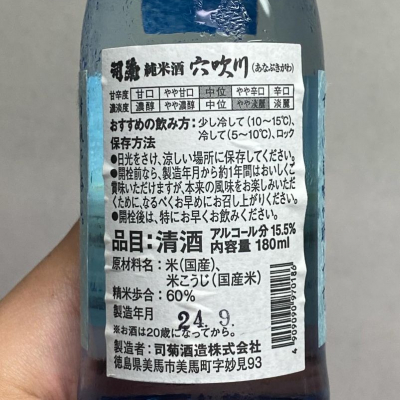 司菊 純米酒 穴吹川(あなぶきがわ)
甘辛度 甘口 やや甘口 中位 やや辛口 辛口
濃淡度 濃醇 やや濃醇 中位 やや淡麗 淡麗
おすすめの飲み方:少し冷して(10〜15℃)、
冷して(5〜10℃)、ロック
保存方法
●日光をさけ、涼しい場所に保存してください。
●開栓前なら、製造年月から約1年間はおいしくご
賞味いただけますが、本来の風味をお楽しみいただ
くために、なるべくお早めにお召し上がりください。
●開栓後は、特にお早くお飲みください。
品目:清酒 アルコール分 15.5%
内容量 180ml
原材料名:米(国産)、
米こうじ(国産米)
精米歩合:60%
製造年月 24.9.
※お酒は20歳になってから。
製造者:司菊酒造株式会社
徳島県美馬市美馬町字妙見93
4 909090 970186